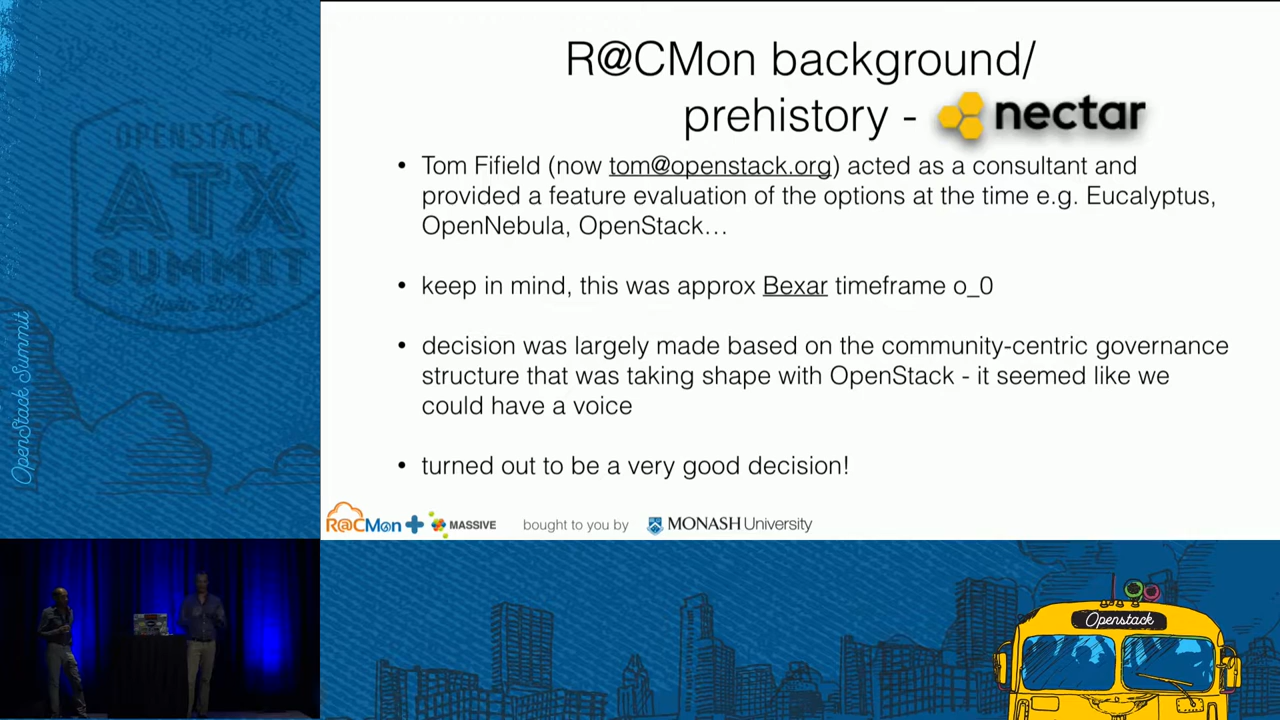 OPENSTACK
ATX
SUMMIT
OpenStack Summit
R@CMon background/
prehistory - nectar
• Tom Fifield (now tom@openstack.org) acted as a consultant and
provided a feature evaluation of the options at the time e.g. Eucalyptus,
OpenNebula, OpenStack…
• keep in mind, this was approx Bexar timeframe o_0
• decision was largely made based on the community-centric governance
structure that was taking shape with OpenStack - it seemed like we
could have a voice
• turned out to be a very good decision!
R@CMon + MASSIVE bought to you by MONASH University
Openstack